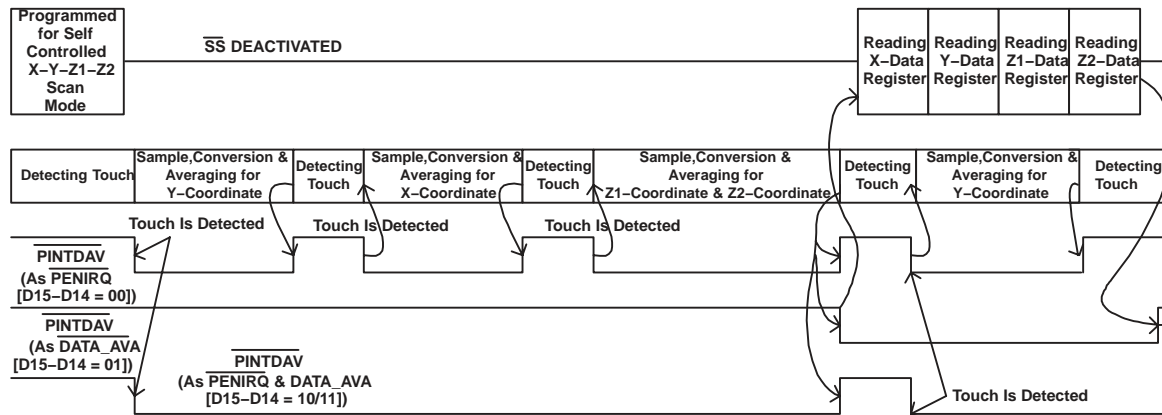 Programmed
for Self
Controlled
X−Y−Z1−Z2
Scan
Mode
SS DEACTIVATED
Reading
X−Data
Register
Reading
Y−Data
Register
Reading
Z1−Data
Register
Reading
Z2−Data
Register
Detecting Touch
Sample,Conversion &
Averaging for
Y−Coordinate
Detecting
Touch
Sample,Conversion &
Averaging for
X−Coordinate
Detecting
Touch
Sample,Conversion &
Averaging for
Z1−Coordinate & Z2−Coordinate
Detecting
Touch
Sample,Conversion &
Averaging for
Y−Coordinate
Detecting
Touch
Touch Is Detected
Touch Is Detected
Touch Is Detected
PINTDAV
(As PENIRQ
[D15−D14 = 00])
PINTDAV
(As DATA_AVA
[D15−D14 = 01])
PINTDAV
(As PENIRQ & DATA_AVA
[D15−D14 = 10/11])
Touch Is Detected